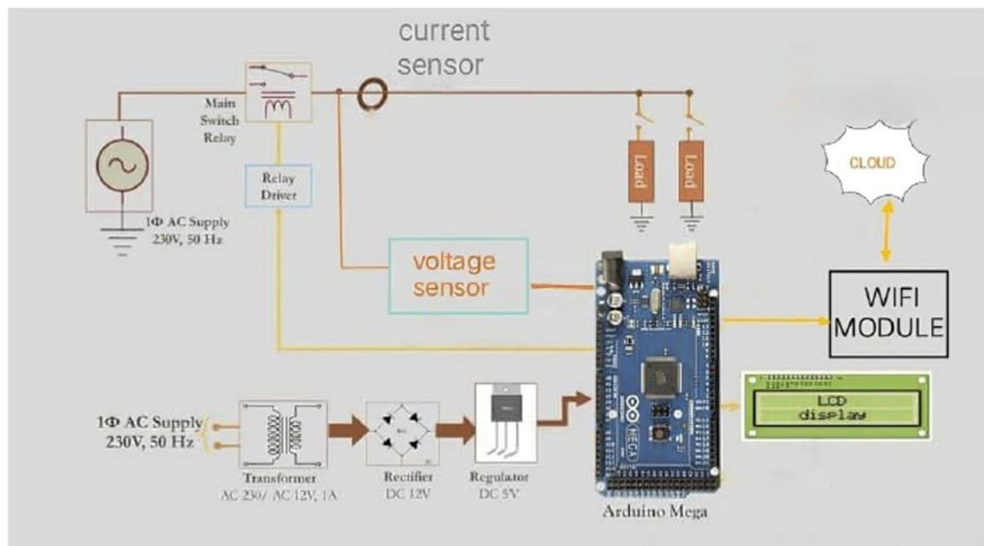 current
sensor
Main
Switch
Relay
Relay
Driver
1Φ AC Supply
230V, 50 Hz
Load
Load
CLOUD
voltage
sensor
WIFI
MODULE
LCD
display
1Φ AC Supply
230V, 50 Hz
Transformer
AC 230/ AC 12V, 1A
Rectifier
DC 12V
Regulator
DC 5V
MEGA
Arduino Mega